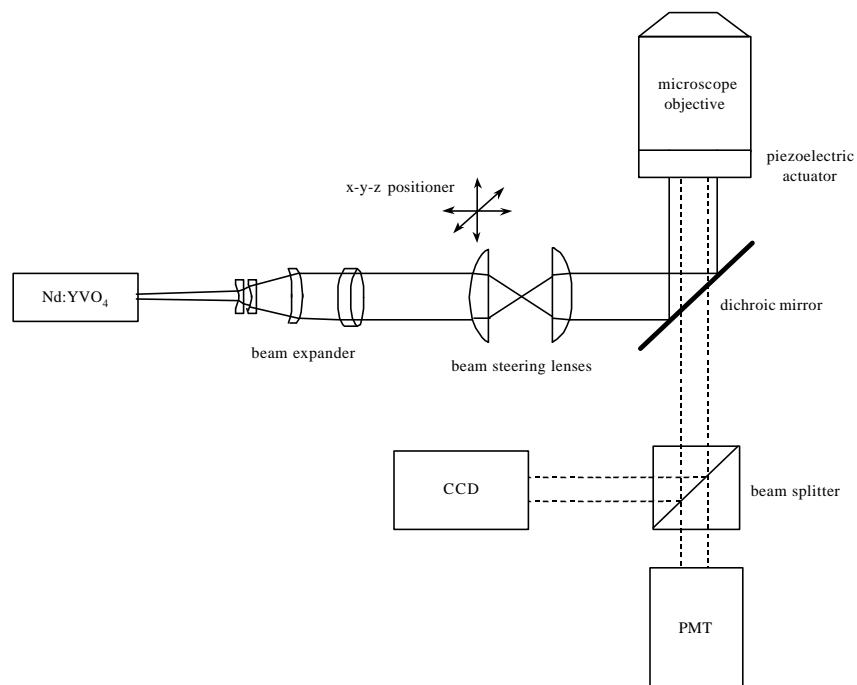 microscope
objective
piezoelectric
actuator
x-y-z positioner
Nd:YVO₄
dichroic mirror
beam expander
beam steering lenses
CCD
beam splitter
PMT